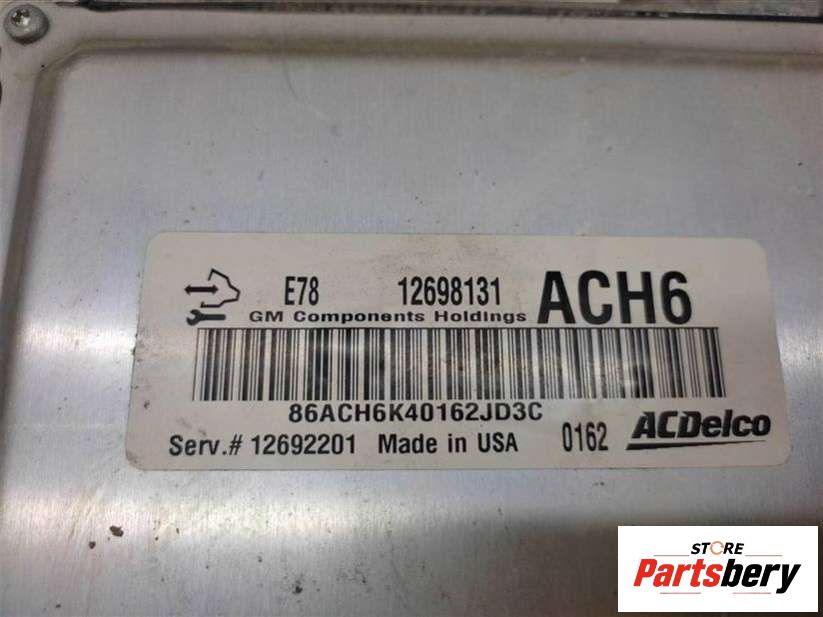 E78 12698131 ACH6
GM Components Holdings
86ACH6K40162JD3C
Serv.# 12692201 Made in USA 0162 ACDelco
STORE
Partsbery